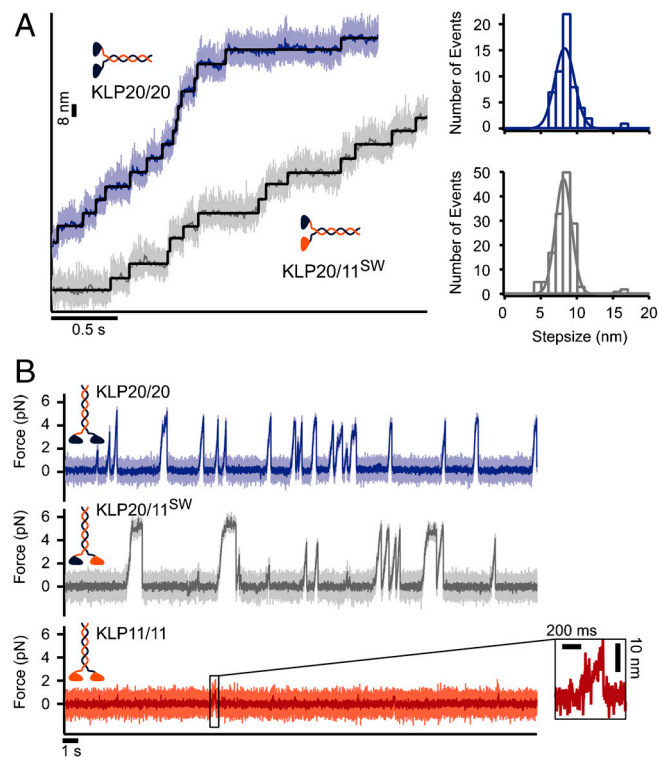 A
KLP20/20
8 nm
KLP20/11SW
0.5 s
Number of Events
20
15
10
5
0
Number of Events
50
40
30
20
10
0
0 5 10 15 20
Stepsize (nm)
B
KLP20/20
Force (pN)
6
4
2
0
KLP20/11SW
Force (pN)
6
4
2
0
KLP11/11
Force (pN)
6
4
2
0
1 s
200 ms
10 nm